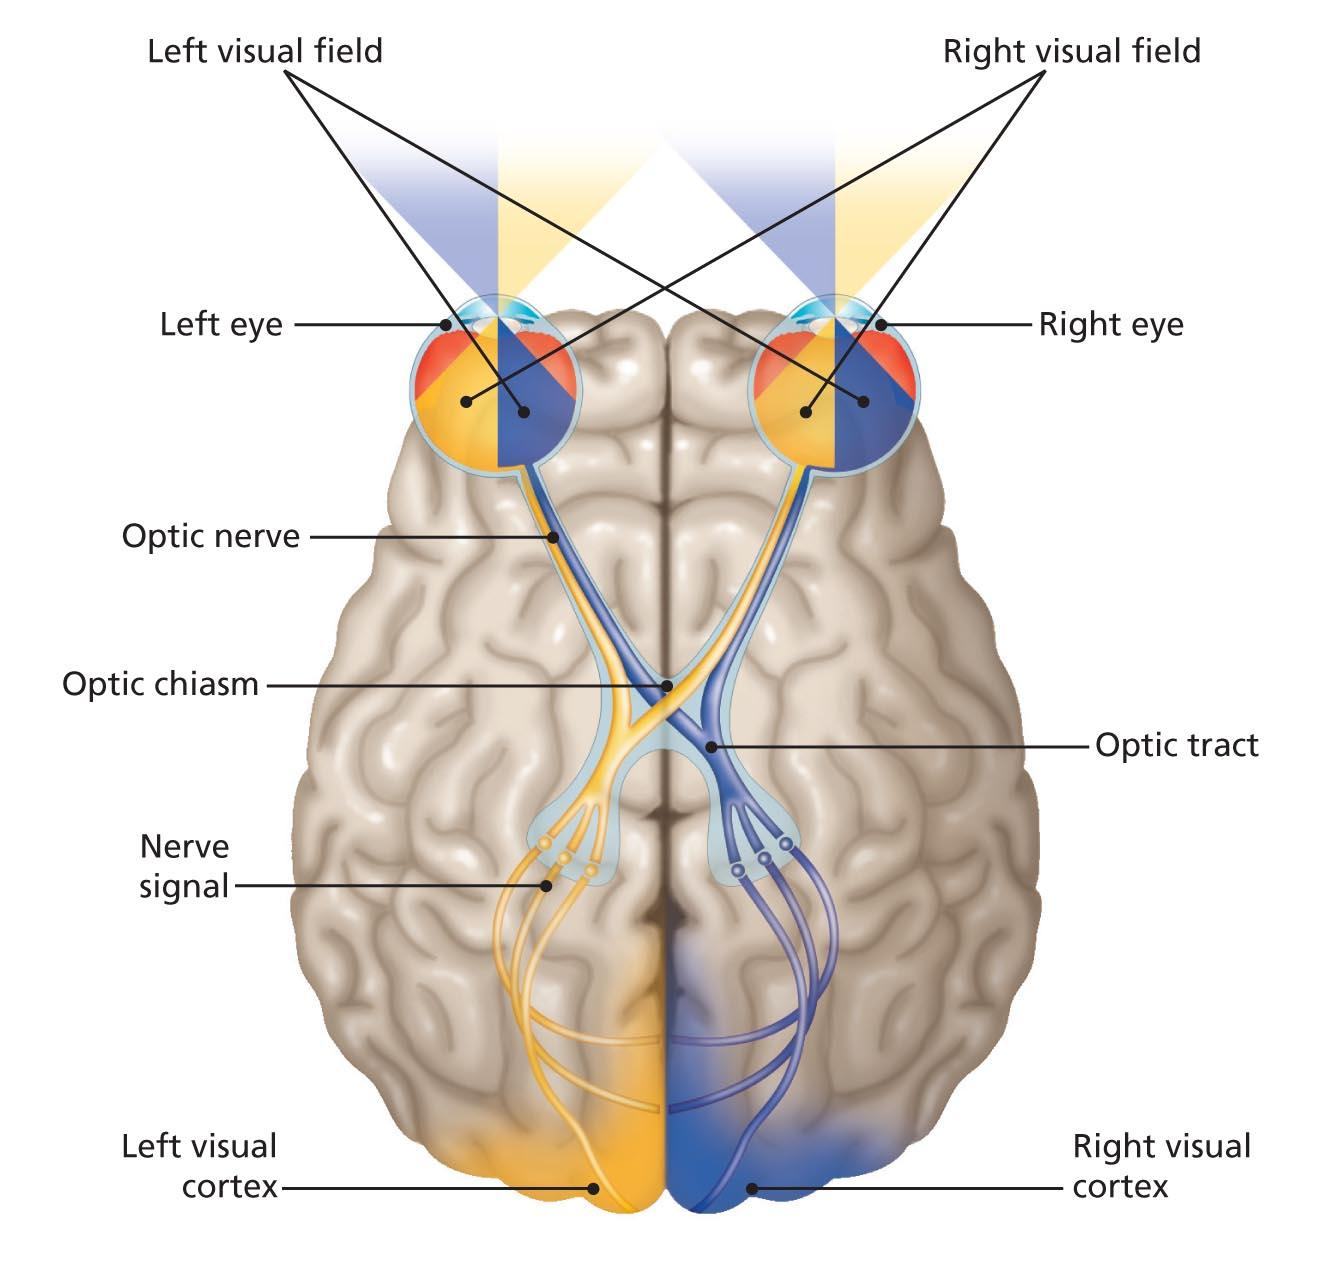 Left visual field
Right visual field
Left eye
Right eye
Optic nerve
Optic chiasm
Optic tract
Nerve
signal
Left visual
cortex
Right visual
cortex